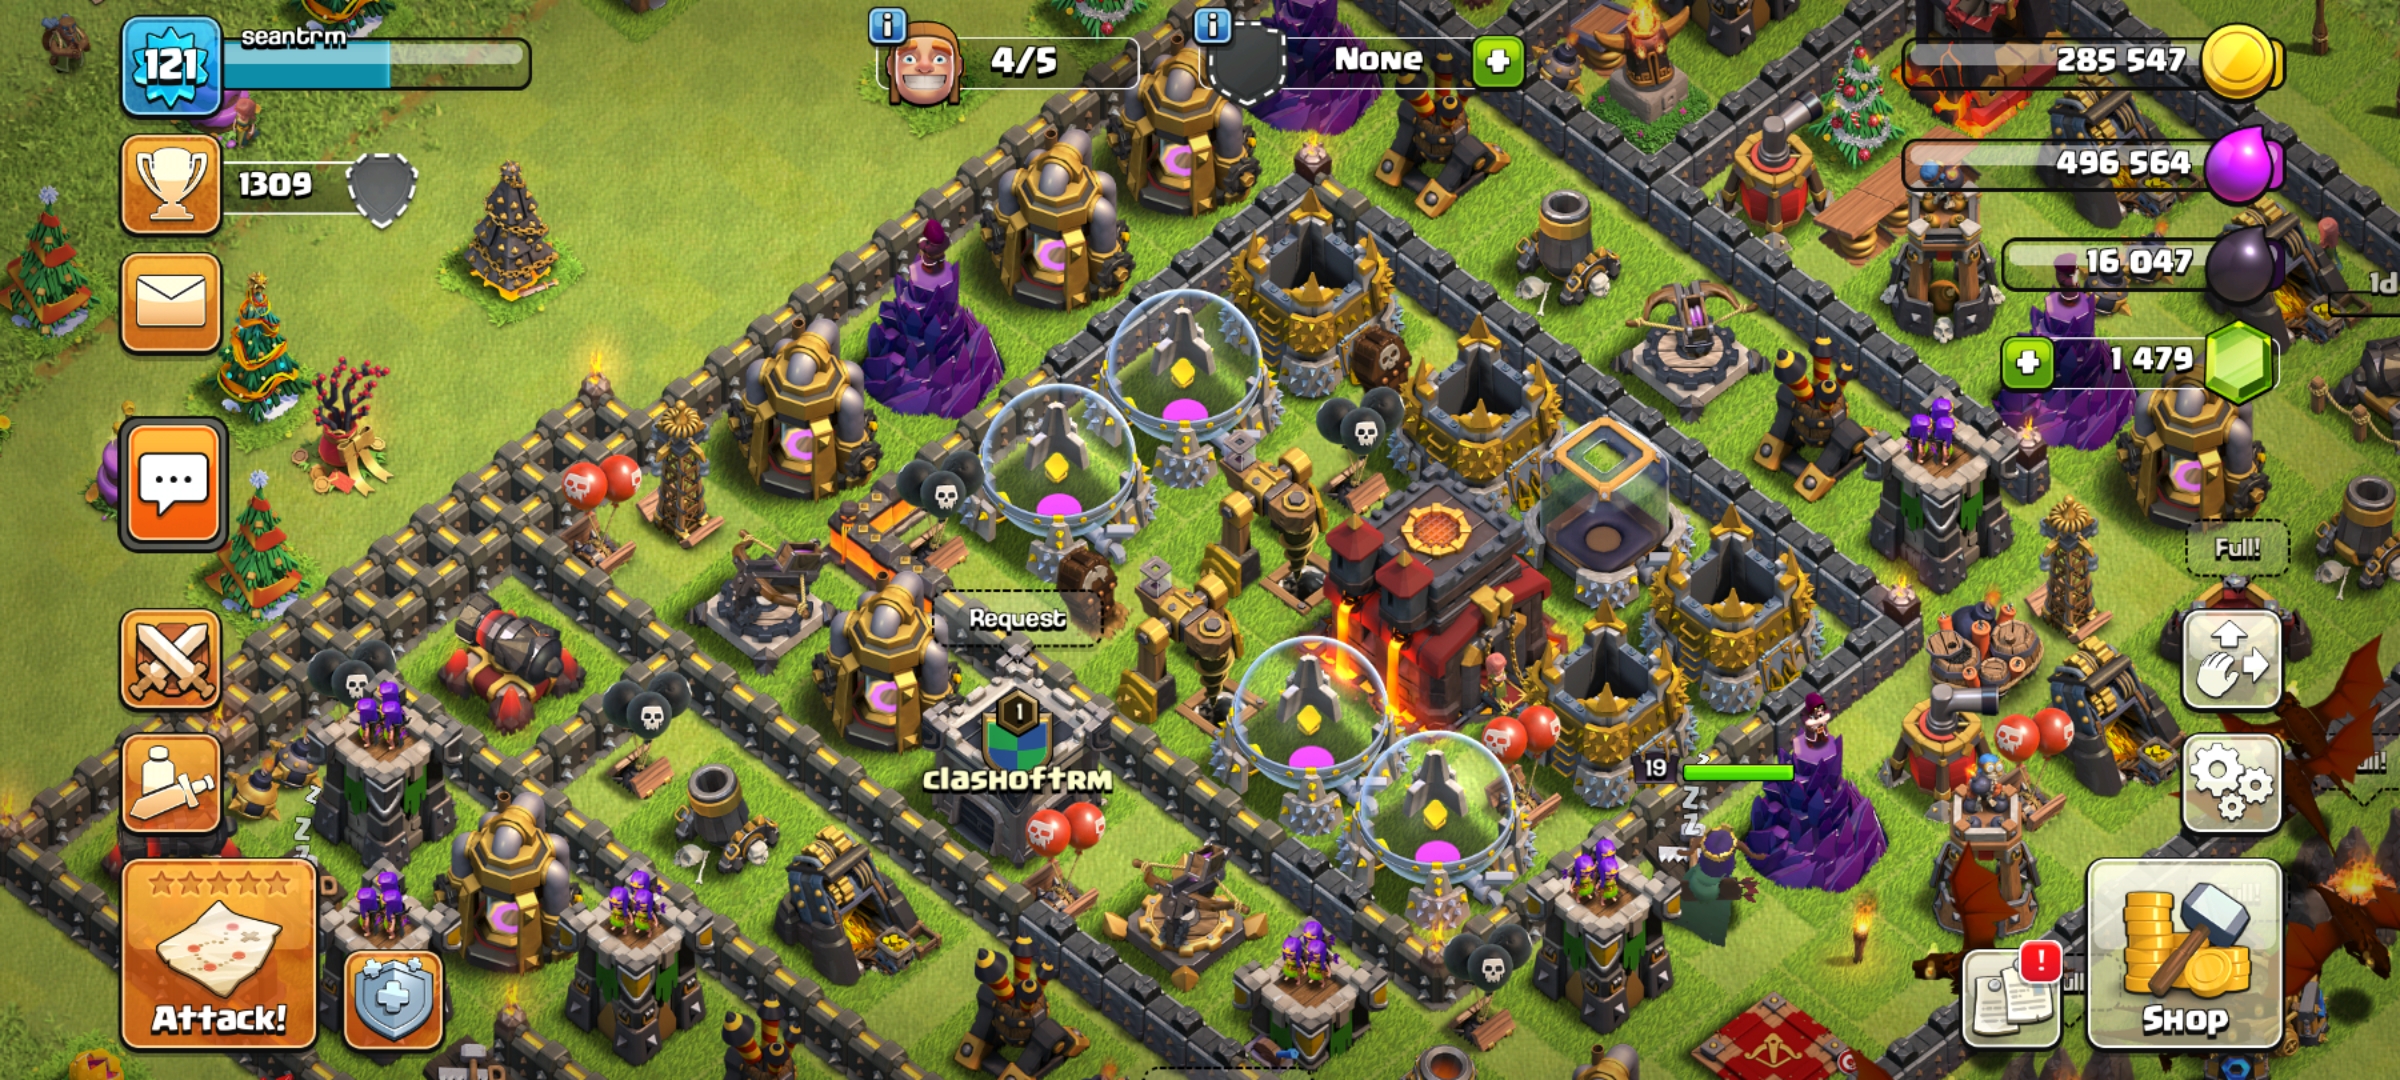 121
seantrm
4/5
None
285 547
1309
496 564
16 047
1d
1 479
Full!
Request
1
clashoftrm
19
Z
Z
Z
Z
Attack!
!
Shop